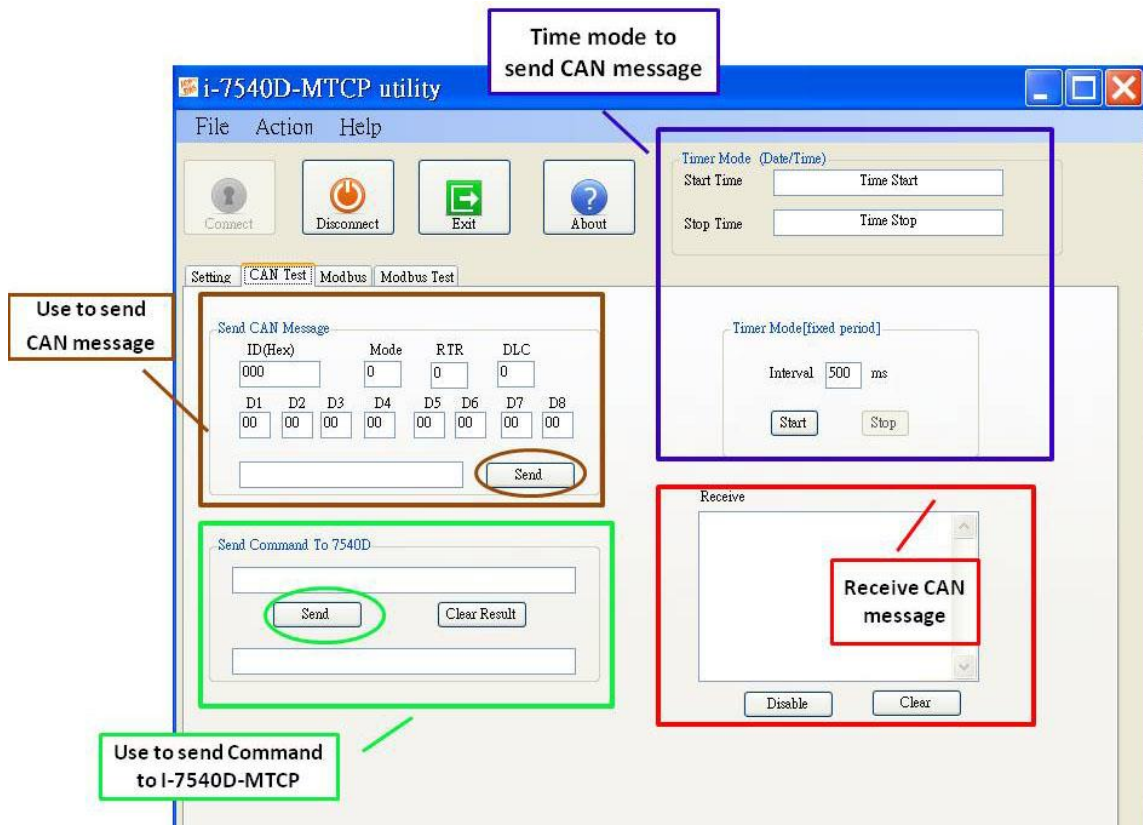 Time mode to
send CAN message
i-7540D-MTCP utility
File Action Help
Connect
Disconnect
Exit
About
Timer Mode (Date/Time)
Start Time Time Start
Stop Time Time Stop
Setting CAN Test Modbus Modbus Test
Use to send
CAN message
Send CAN Message
ID(Hex) Mode RTR DLC
000 0 0 0
D1 D2 D3 D4 D5 D6 D7 D8
00 00 00 00 00 00 00 00
Send
Timer Mode[fixed period]
Interval 500 ms
Start Stop
Send Command To 7540D
Send Clear Result
Use to send Command
to I-7540D-MTCP
Receive
Receive CAN
message
Disable Clear